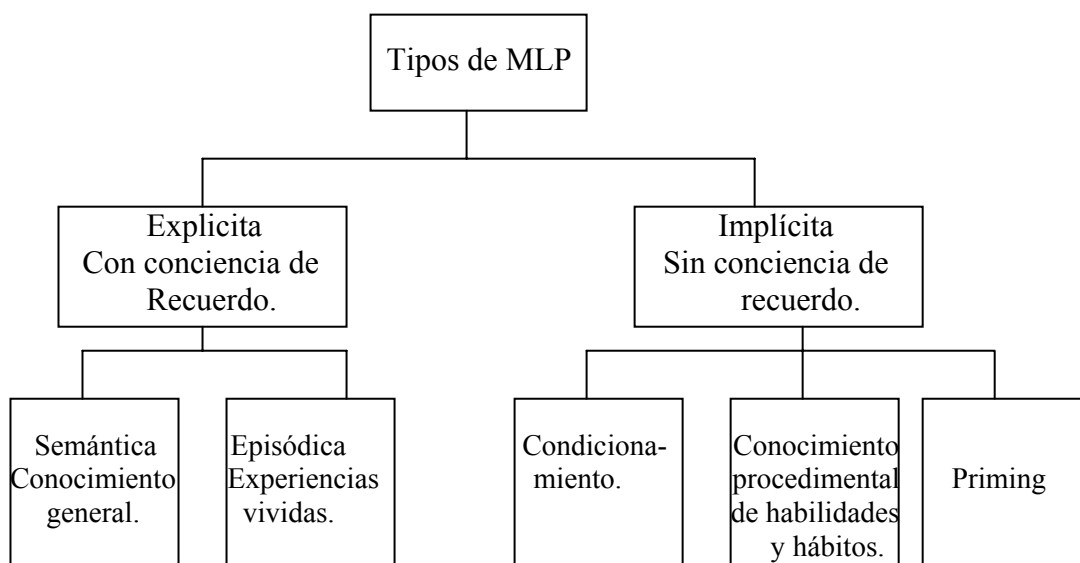 Tipos de MLP
Explicita
Con conciencia de
Recuerdo.
Implícita
Sin conciencia de
recuerdo.
Semántica
Conocimiento
general.
Episódica
Experiencias
vividas.
Condiciona-
miento.
Conocimiento
procedimental
de habilidades
y hábitos.
Priming